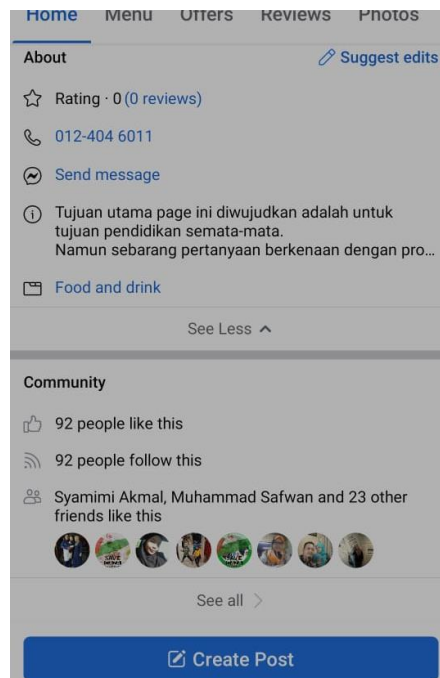 Home Menu Offers Reviews Photos
About Suggest edits
Rating · 0 (0 reviews)
012-404 6011
Send message
Tujuan utama page ini diwujudkan adalah untuk
tujuan pendidikan semata-mata.
Namun sebarang pertanyaan berkenaan dengan pro...
Food and drink
See Less
Community
92 people like this
92 people follow this
Syamimi Akmal, Muhammad Safwan and 23 other
friends like this
See all
Create Post